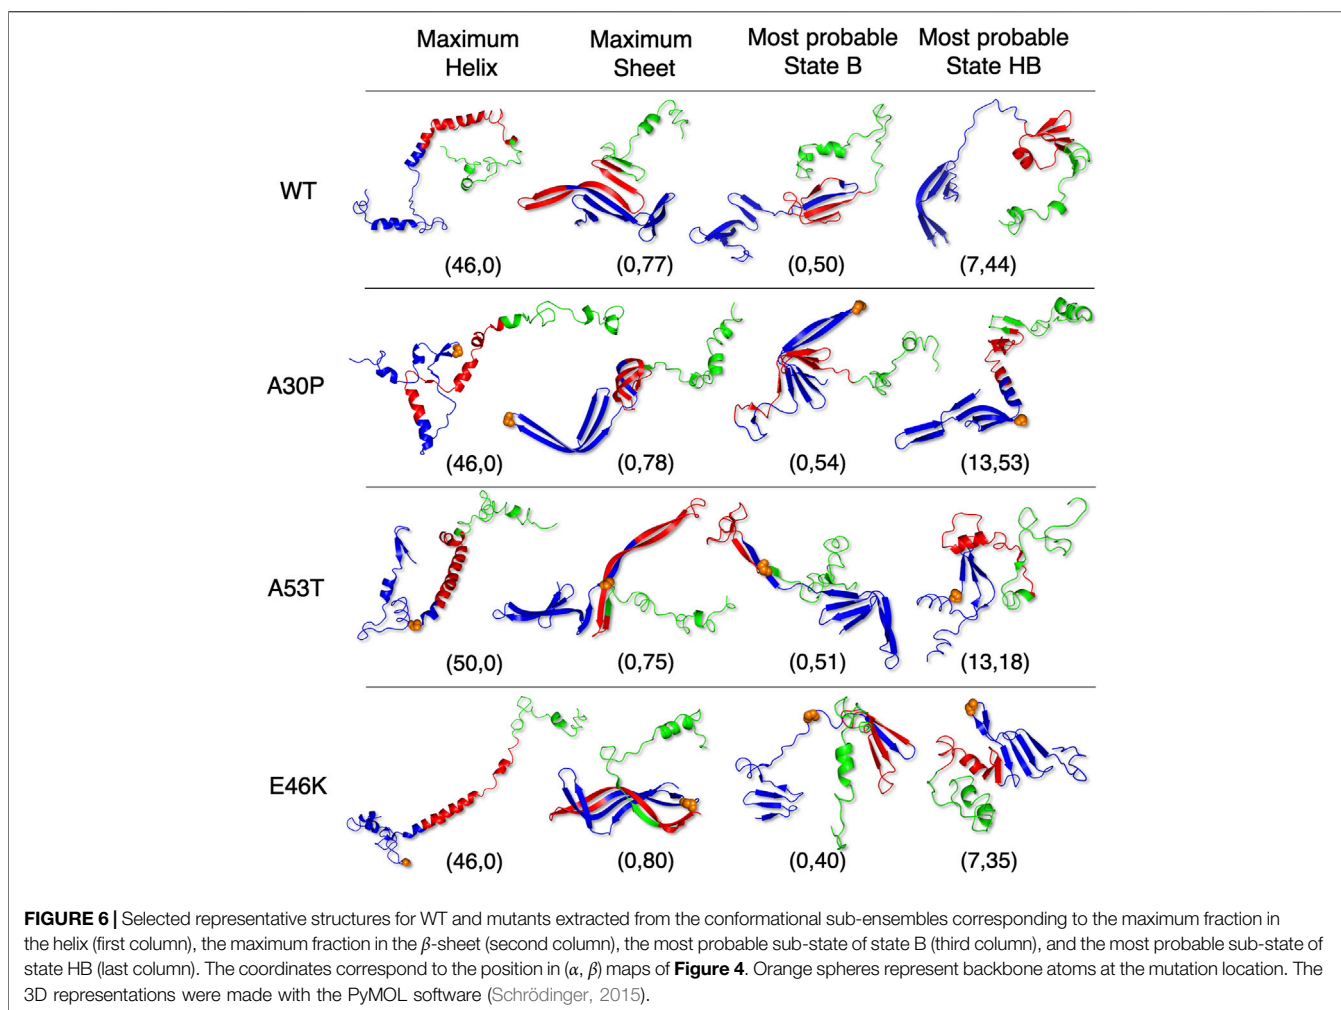 Maximum Helix
Maximum Sheet
Most probable State B
Most probable State HB
WT
(46,0)
(0,77)
(0,50)
(7,44)
A30P
(46,0)
(0,78)
(0,54)
(13,53)
A53T
(50,0)
(0,75)
(0,51)
(13,18)
E46K
(46,0)
(0,80)
(0,40)
(7,35)
FIGURE 6 | Selected representative structures for WT and mutants extracted from the conformational sub-ensembles corresponding to the maximum fraction in
the helix (first column), the maximum fraction in the β-sheet (second column), the most probable sub-state of state B (third column), and the most probable sub-state of
state HB (last column). The coordinates correspond to the position in (α, β) maps of Figure 4. Orange spheres represent backbone atoms at the mutation location. The
3D representations were made with the PyMOL software (Schrödinger, 2015).